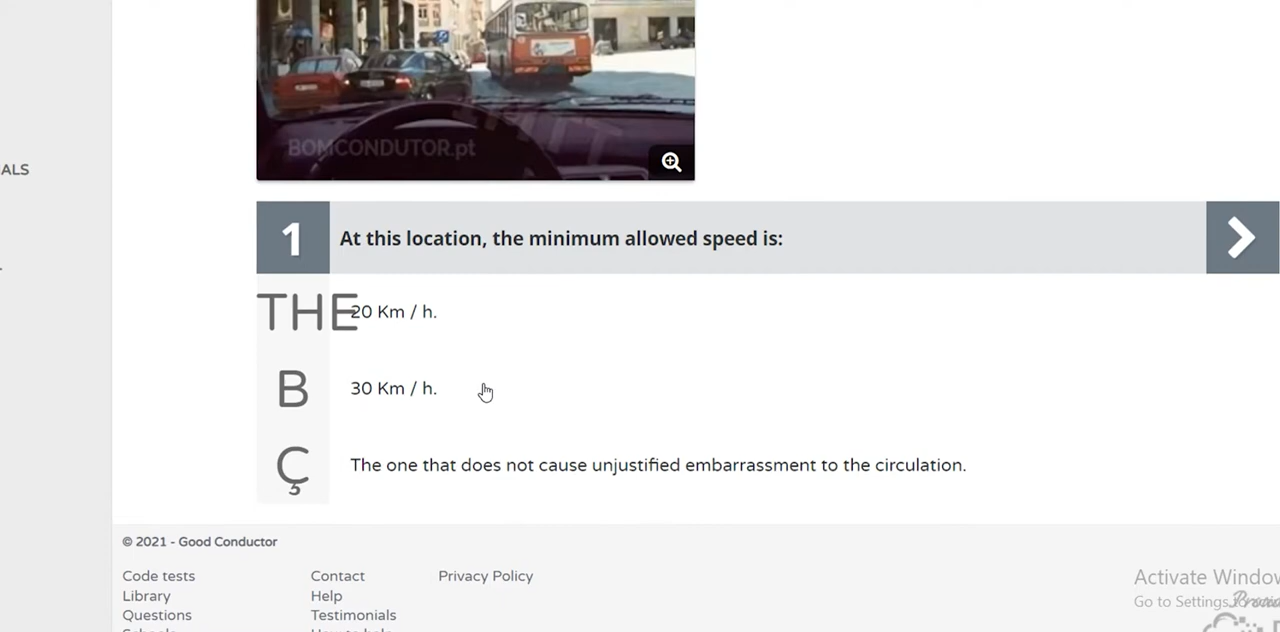 BOMCONDUTOR.pt
ALS
1 At this location, the minimum allowed speed is:
THE 20 Km / h.
B 30 Km / h.
Ç The one that does not cause unjustified embarrassment to the circulation.
© 2021 - Good Conductor
Code tests Contact Privacy Policy
Library Help
Questions Testimonials
Activate Window
Go to Settings